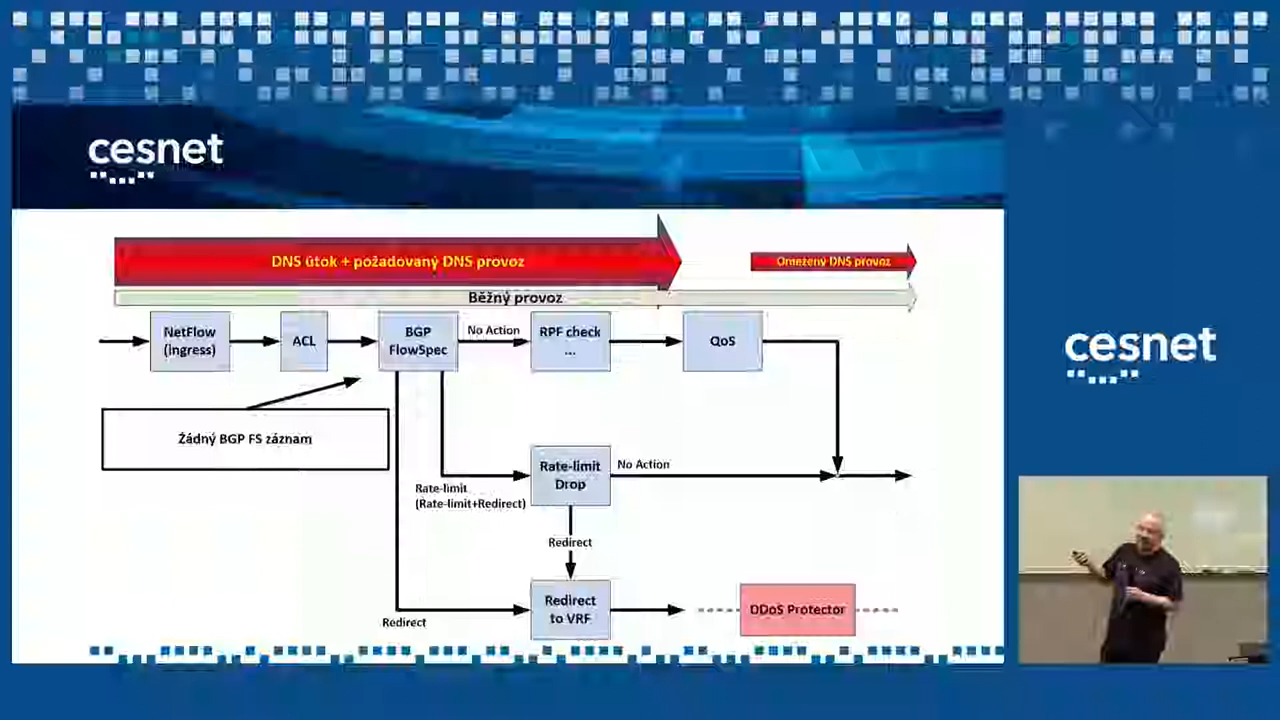 cesnet
DNS útok + požadovaný DNS provoz
Omezený DNS provoz
Běžný provoz
NetFlow
(ingress)
ACL
BGP
FlowSpec
No Action
RPF check
...
QoS
Žádný BGP FS záznam
Rate-limit
Drop
No Action
Rate-limit
(Rate-limit+Redirect)
Redirect
Redirect
to VRF
DDoS Protector
Redirect
cesnet